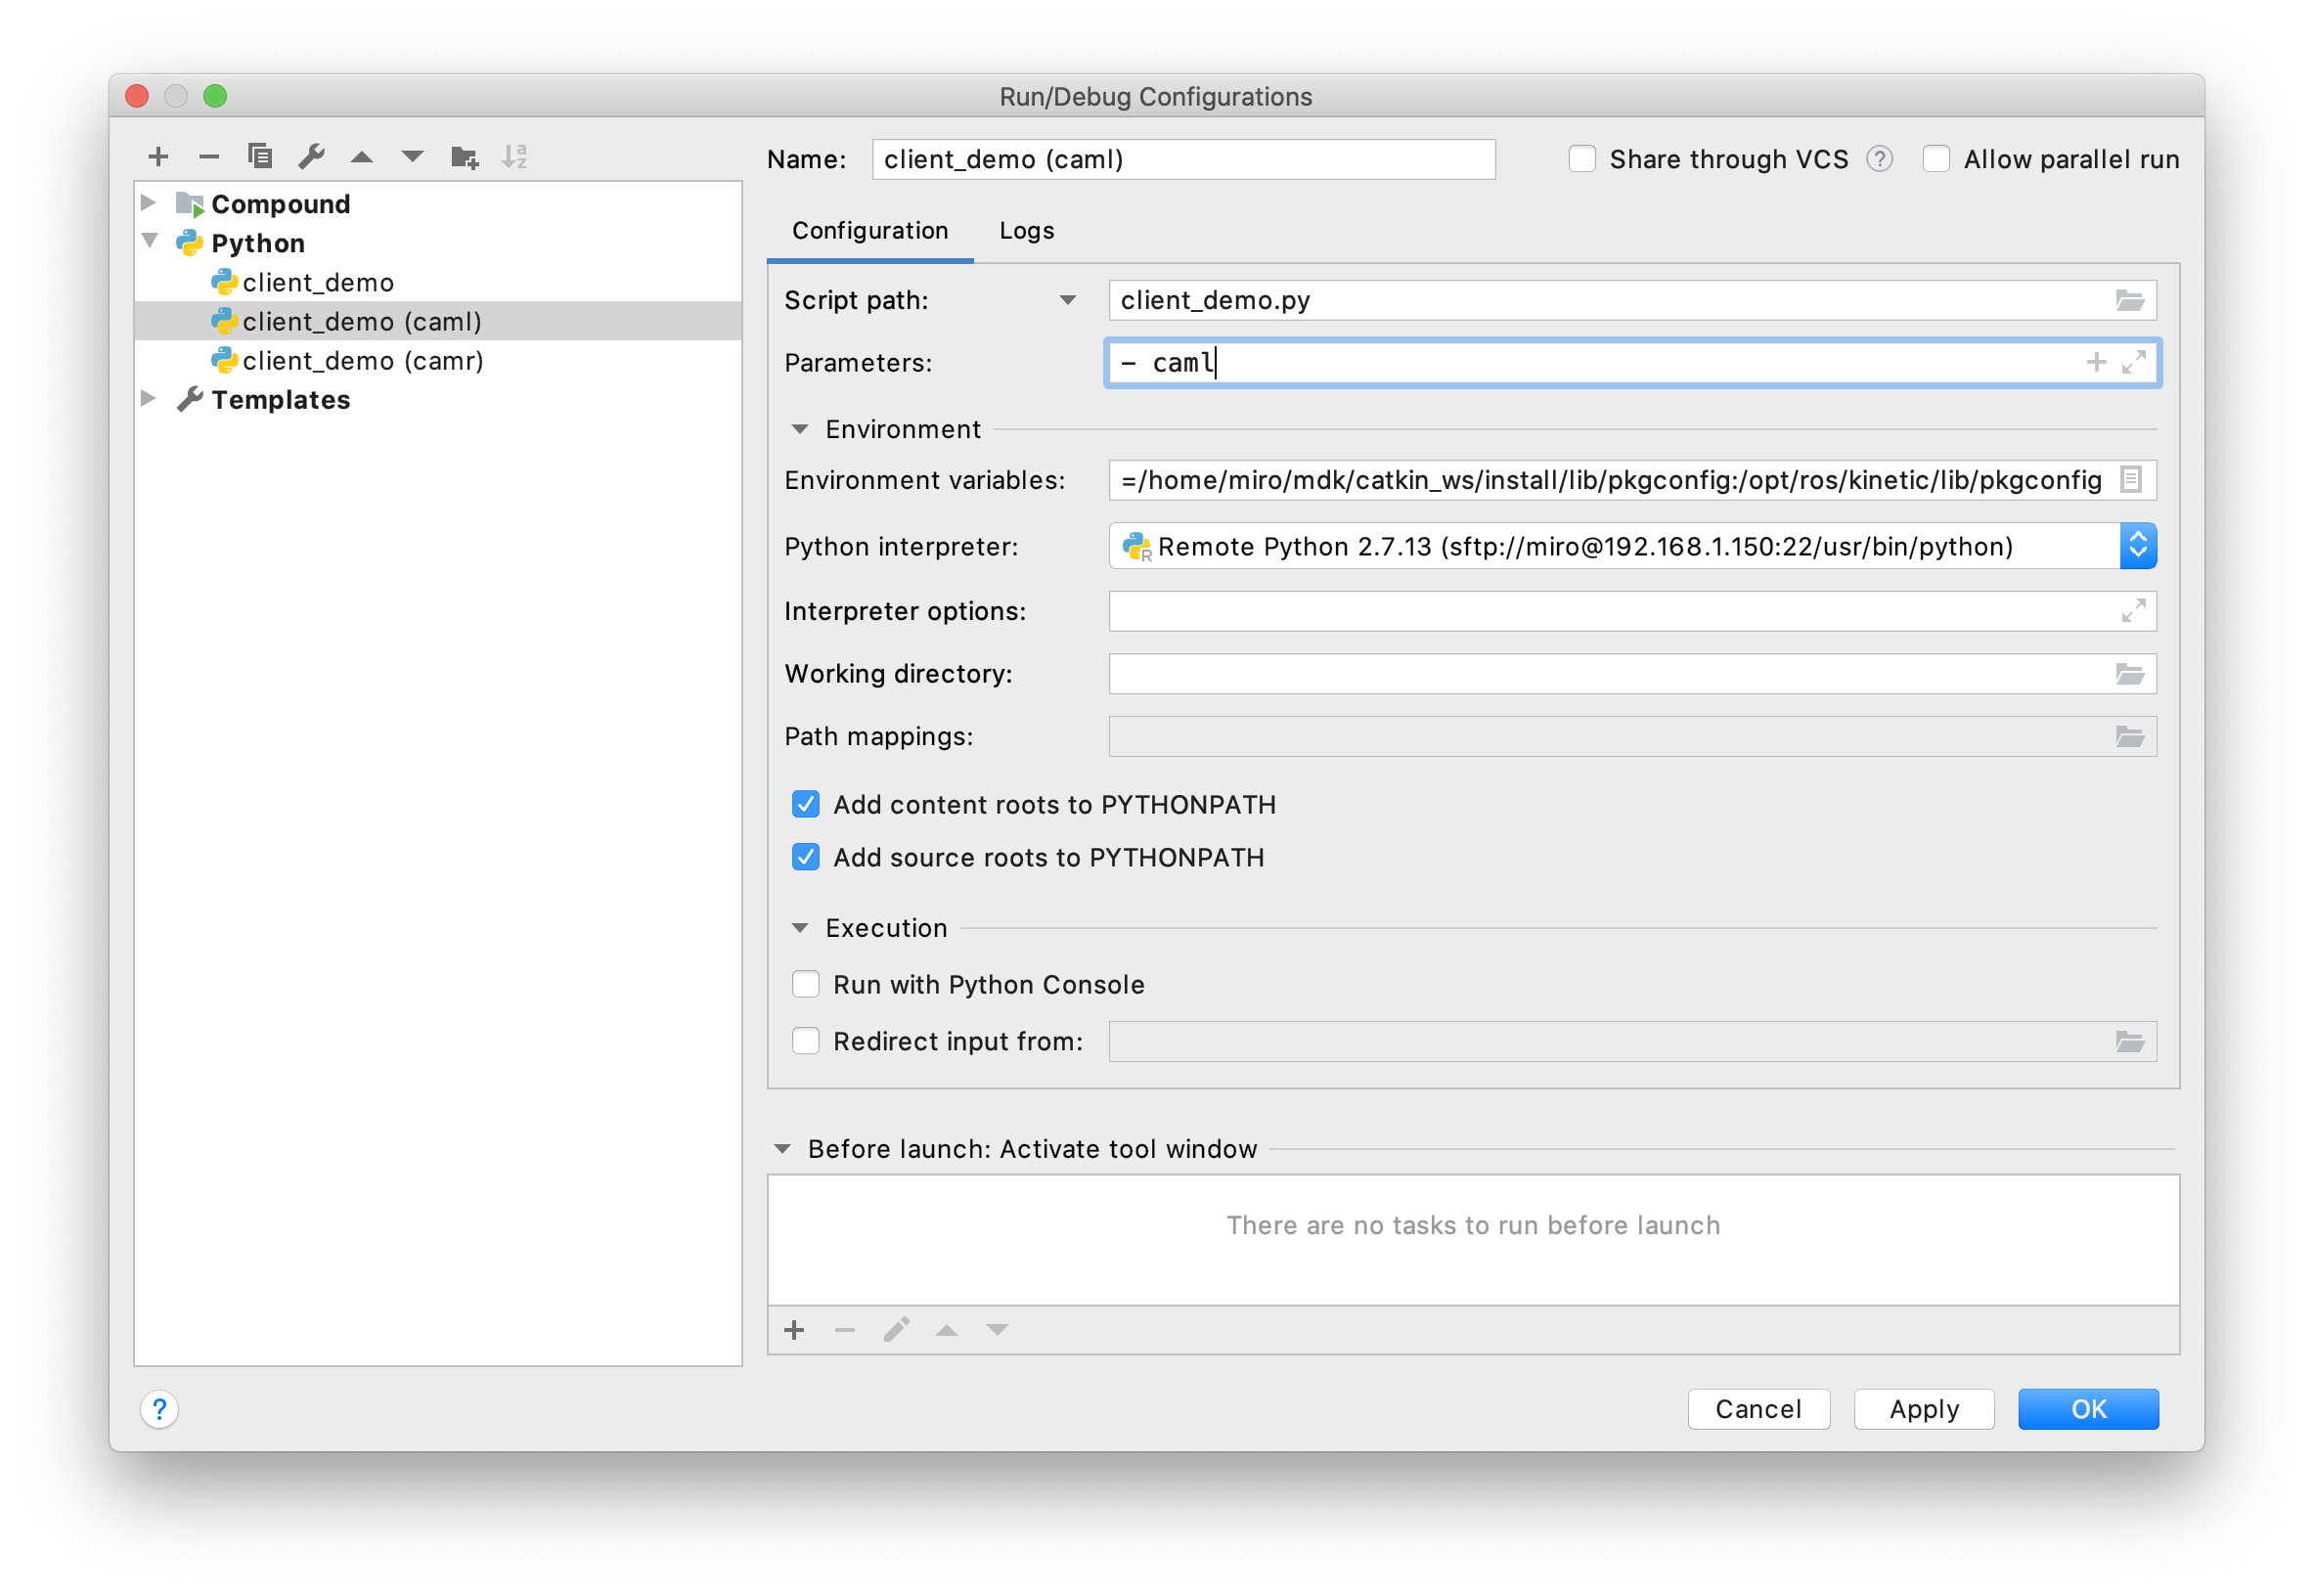 Run/Debug Configurations
Name: client_demo (caml) Share through VCS ? Allow parallel run
Compound
Python
client_demo
client_demo (caml)
client_demo (camr)
Templates
Configuration Logs
Script path: client_demo.py
Parameters: – caml
Environment
Environment variables: =/home/miro/mdk/catkin_ws/install/lib/pkgconfig:/opt/ros/kinetic/lib/pkgconfig
Python interpreter: R Remote Python 2.7.13 (sftp://miro@192.168.1.150:22/usr/bin/python)
Interpreter options:
Working directory:
Path mappings:
Add content roots to PYTHONPATH
Add source roots to PYTHONPATH
Execution
Run with Python Console
Redirect input from:
Before launch: Activate tool window
There are no tasks to run before launch
? Cancel Apply OK